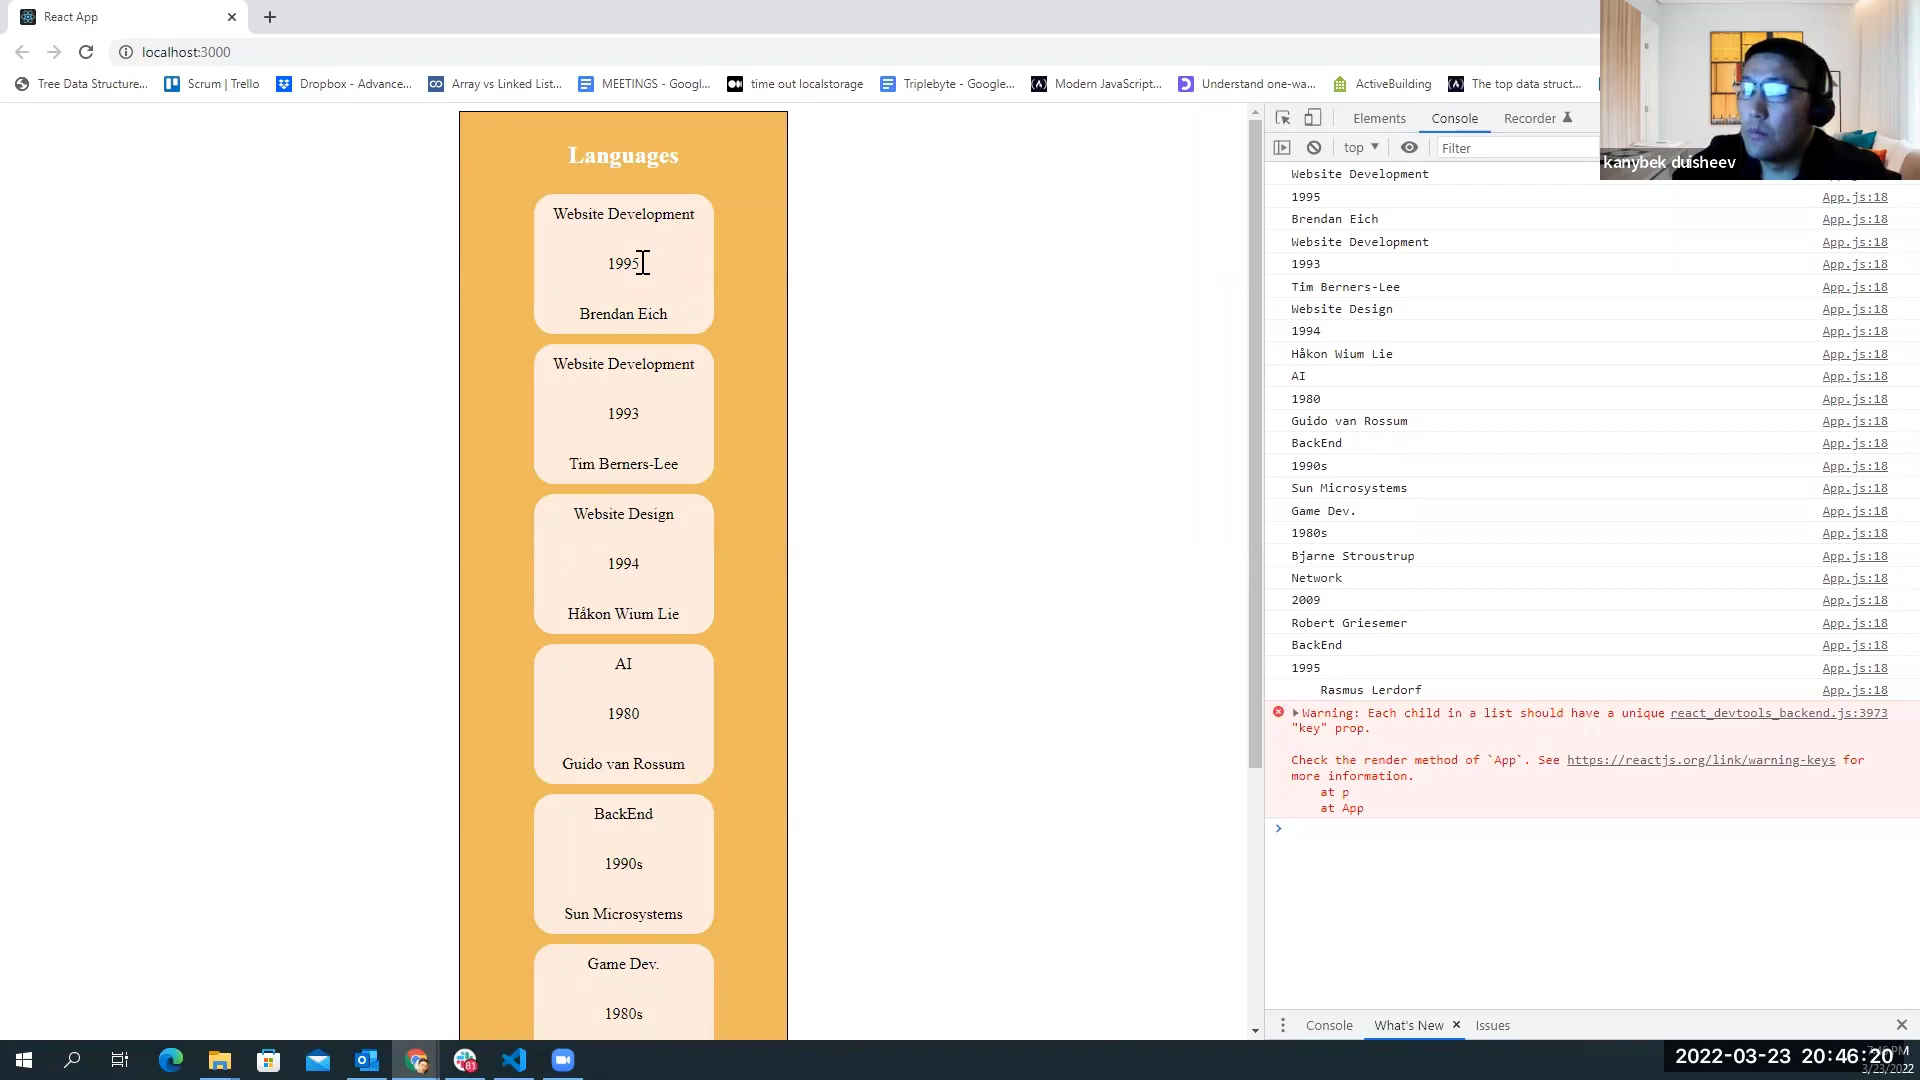 React App
localhost:3000
Tree Data Structure...
Scrum | Trello
Dropbox - Advance...
Array vs Linked List...
MEETINGS - Googl...
time out localstorage
Triplebyte - Google...
Modern JavaScript...
Understand one-wa...
ActiveBuilding
The top data struct...
Languages
Website Development
1995
Brendan Eich
Website Development
1993
Tim Berners-Lee
Website Design
1994
Håkon Wium Lie
AI
1980
Guido van Rossum
BackEnd
1990s
Sun Microsystems
Game Dev.
1980s
Elements
Console
Recorder
top
Filter
kanybek duisheev
Website Development
1995 App.js:18
Brendan Eich App.js:18
Website Development App.js:18
1993 App.js:18
Tim Berners-Lee App.js:18
Website Design App.js:18
1994 App.js:18
Håkon Wium Lie App.js:18
AI App.js:18
1980 App.js:18
Guido van Rossum App.js:18
BackEnd App.js:18
1990s App.js:18
Sun Microsystems App.js:18
Game Dev. App.js:18
1980s App.js:18
Bjarne Stroustrup App.js:18
Network App.js:18
2009 App.js:18
Robert Griesemer App.js:18
BackEnd App.js:18
1995 App.js:18
Rasmus Lerdorf App.js:18
Warning: Each child in a list should have a unique react_devtools_backend.js:3973
"key" prop.
Check the render method of `App`. See https://reactjs.org/link/warning-keys for
more information.
at p
at App
Console
What's New
Issues
81
2022-03-23 20:46:20
3/23/2022